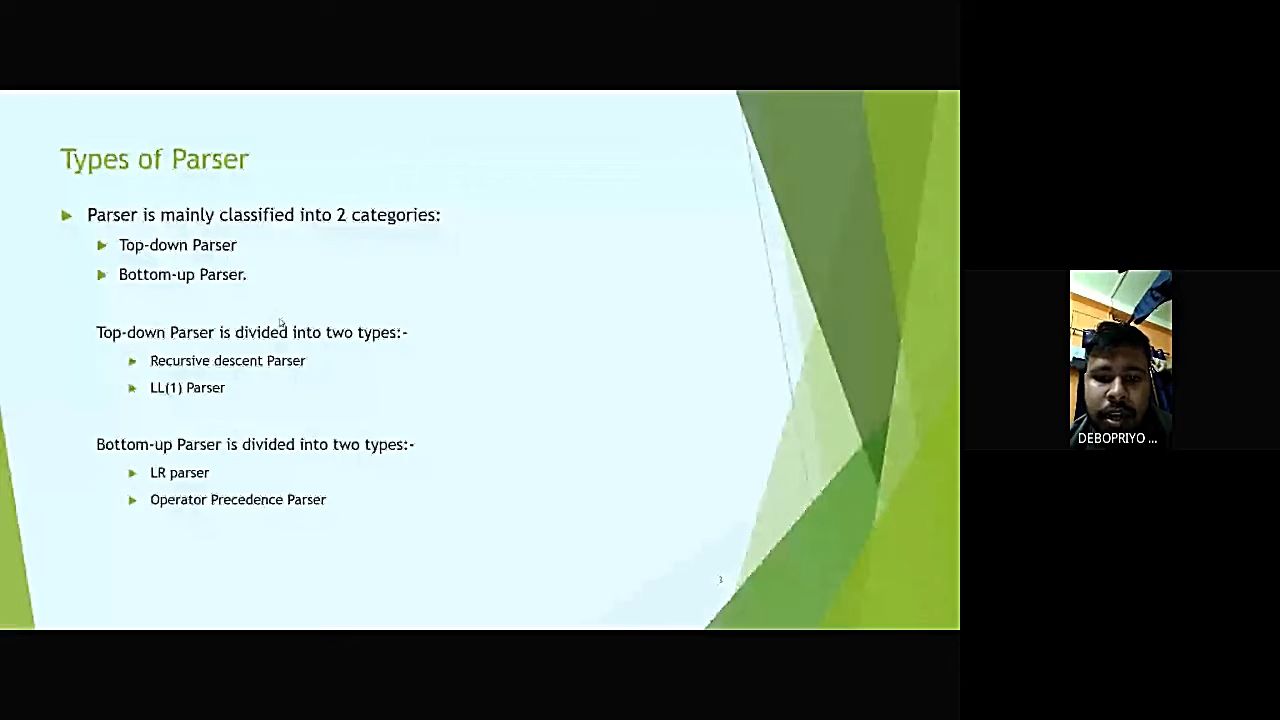 Types of Parser
Parser is mainly classified into 2 categories:
Top-down Parser
Bottom-up Parser.
Top-down Parser is divided into two types:-
Recursive descent Parser
LL(1) Parser
Bottom-up Parser is divided into two types:-
LR parser
Operator Precedence Parser
3
DEBOPRIYO ...